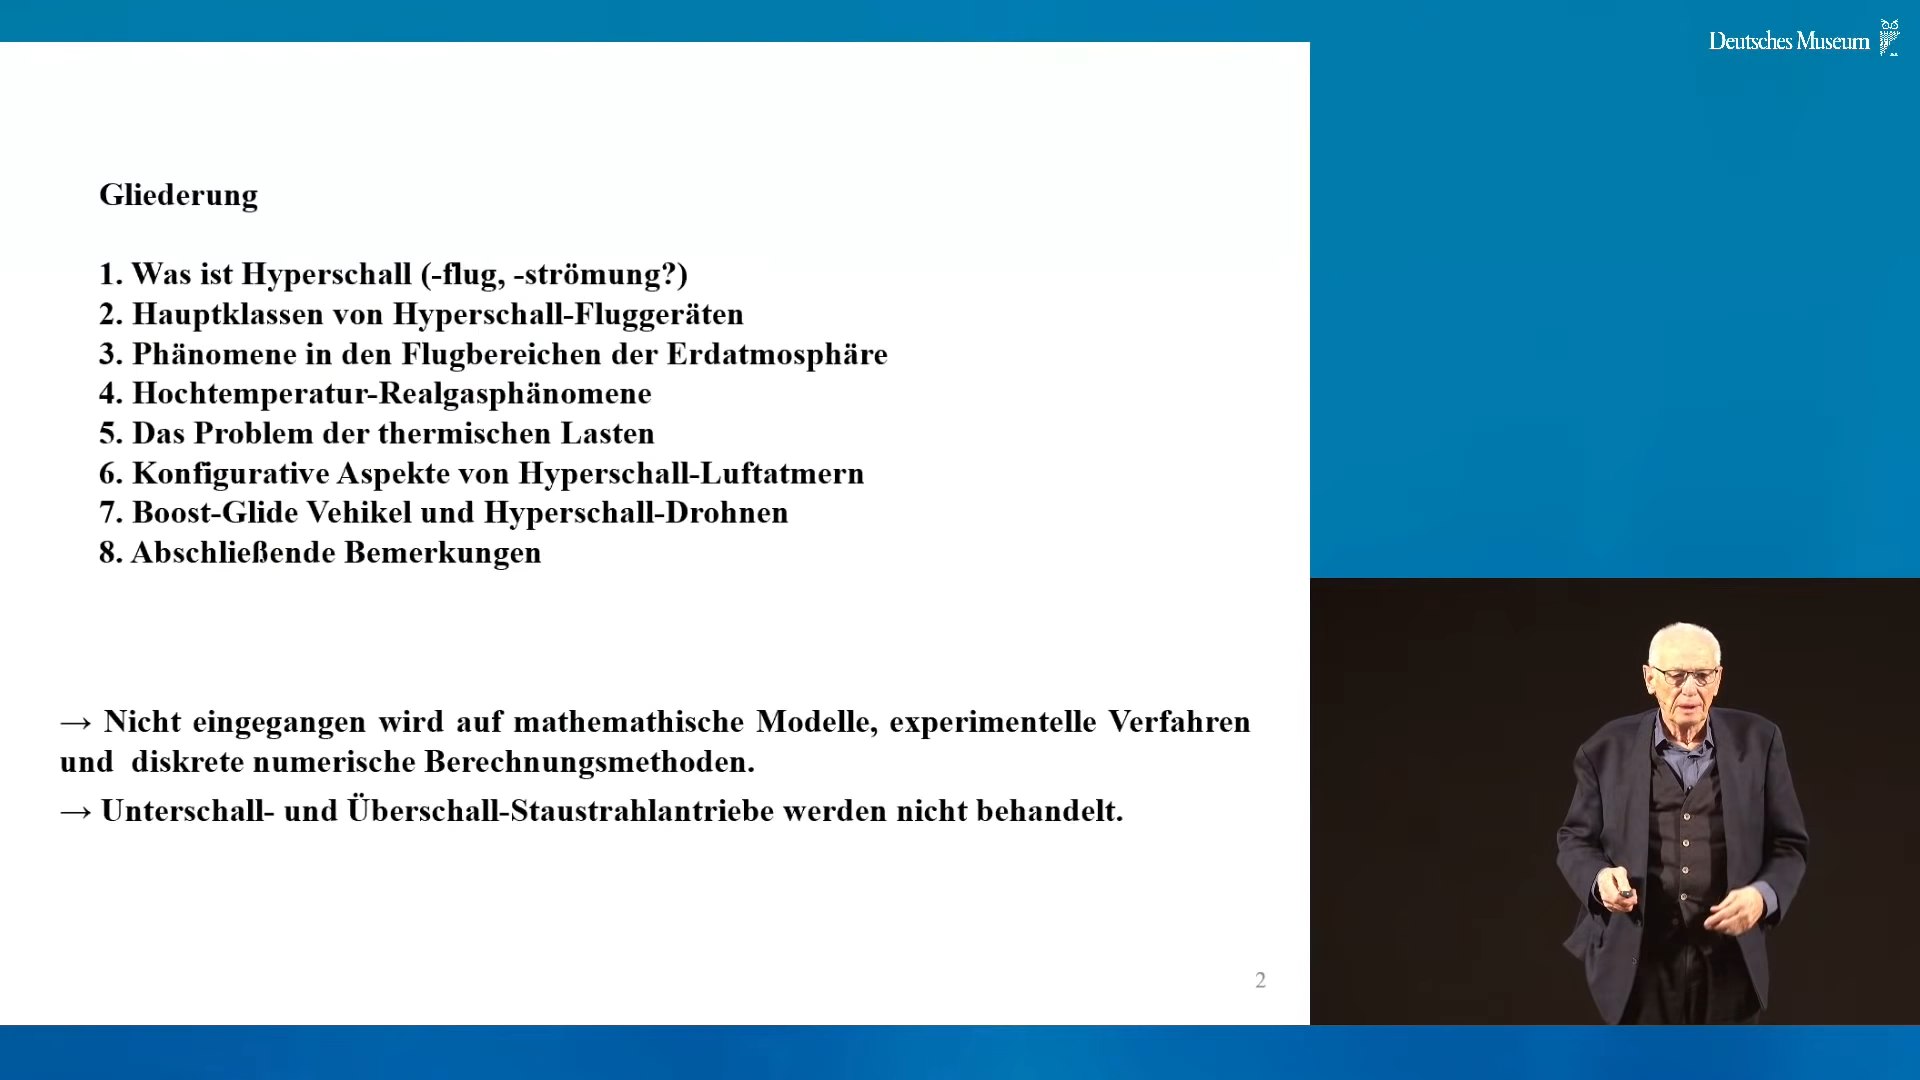 Deutsches Museum
Gliederung
1. Was ist Hyperschall (-flug, -strömung?)
2. Hauptklassen von Hyperschall-Fluggeräten
3. Phänomene in den Flugbereichen der Erdatmosphäre
4. Hochtemperatur-Realgasphänomene
5. Das Problem der thermischen Lasten
6. Konfigurative Aspekte von Hyperschall-Luftatmern
7. Boost-Glide Vehikel und Hyperschall-Drohnen
8. Abschließende Bemerkungen
→ Nicht eingegangen wird auf mathemathische Modelle, experimentelle Verfahren
und diskrete numerische Berechnungsmethoden.
→ Unterschall- und Überschall-Staustrahlantriebe werden nicht behandelt.
2